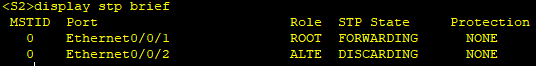 <S2>display stp brief
MSTID Port Role STP State Protection
0 Ethernet0/0/1 ROOT FORWARDING NONE
0 Ethernet0/0/2 ALTE DISCARDING NONE